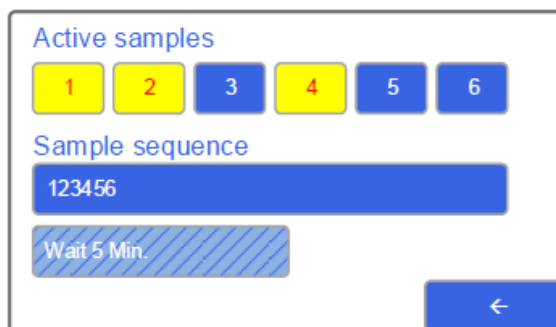 Active samples
1 2 3 4 5 6
Sample sequence
123456
Wait 5 Min.
←